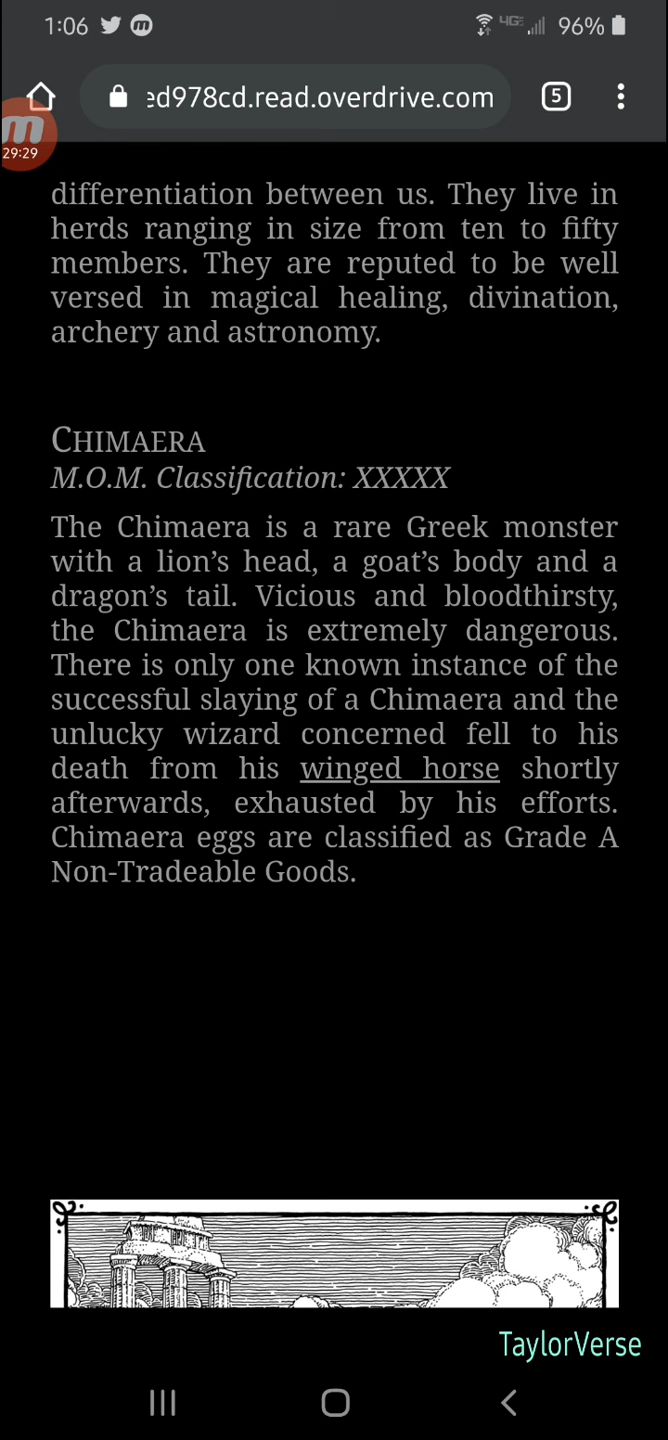 1:06
4GE
96%
ed978cd.read.overdrive.com
5
m
29:29
differentiation between us. They live in
herds ranging in size from ten to fifty
members. They are reputed to be well
versed in magical healing, divination,
archery and astronomy.
CHIMAERA
M.O.M. Classification: XXXXX
The Chimaera is a rare Greek monster
with a lion’s head, a goat’s body and a
dragon’s tail. Vicious and bloodthirsty,
the Chimaera is extremely dangerous.
There is only one known instance of the
successful slaying of a Chimaera and the
unlucky wizard concerned fell to his
death from his winged horse shortly
afterwards, exhausted by his efforts.
Chimaera eggs are classified as Grade A
Non-Tradeable Goods.
TaylorVerse